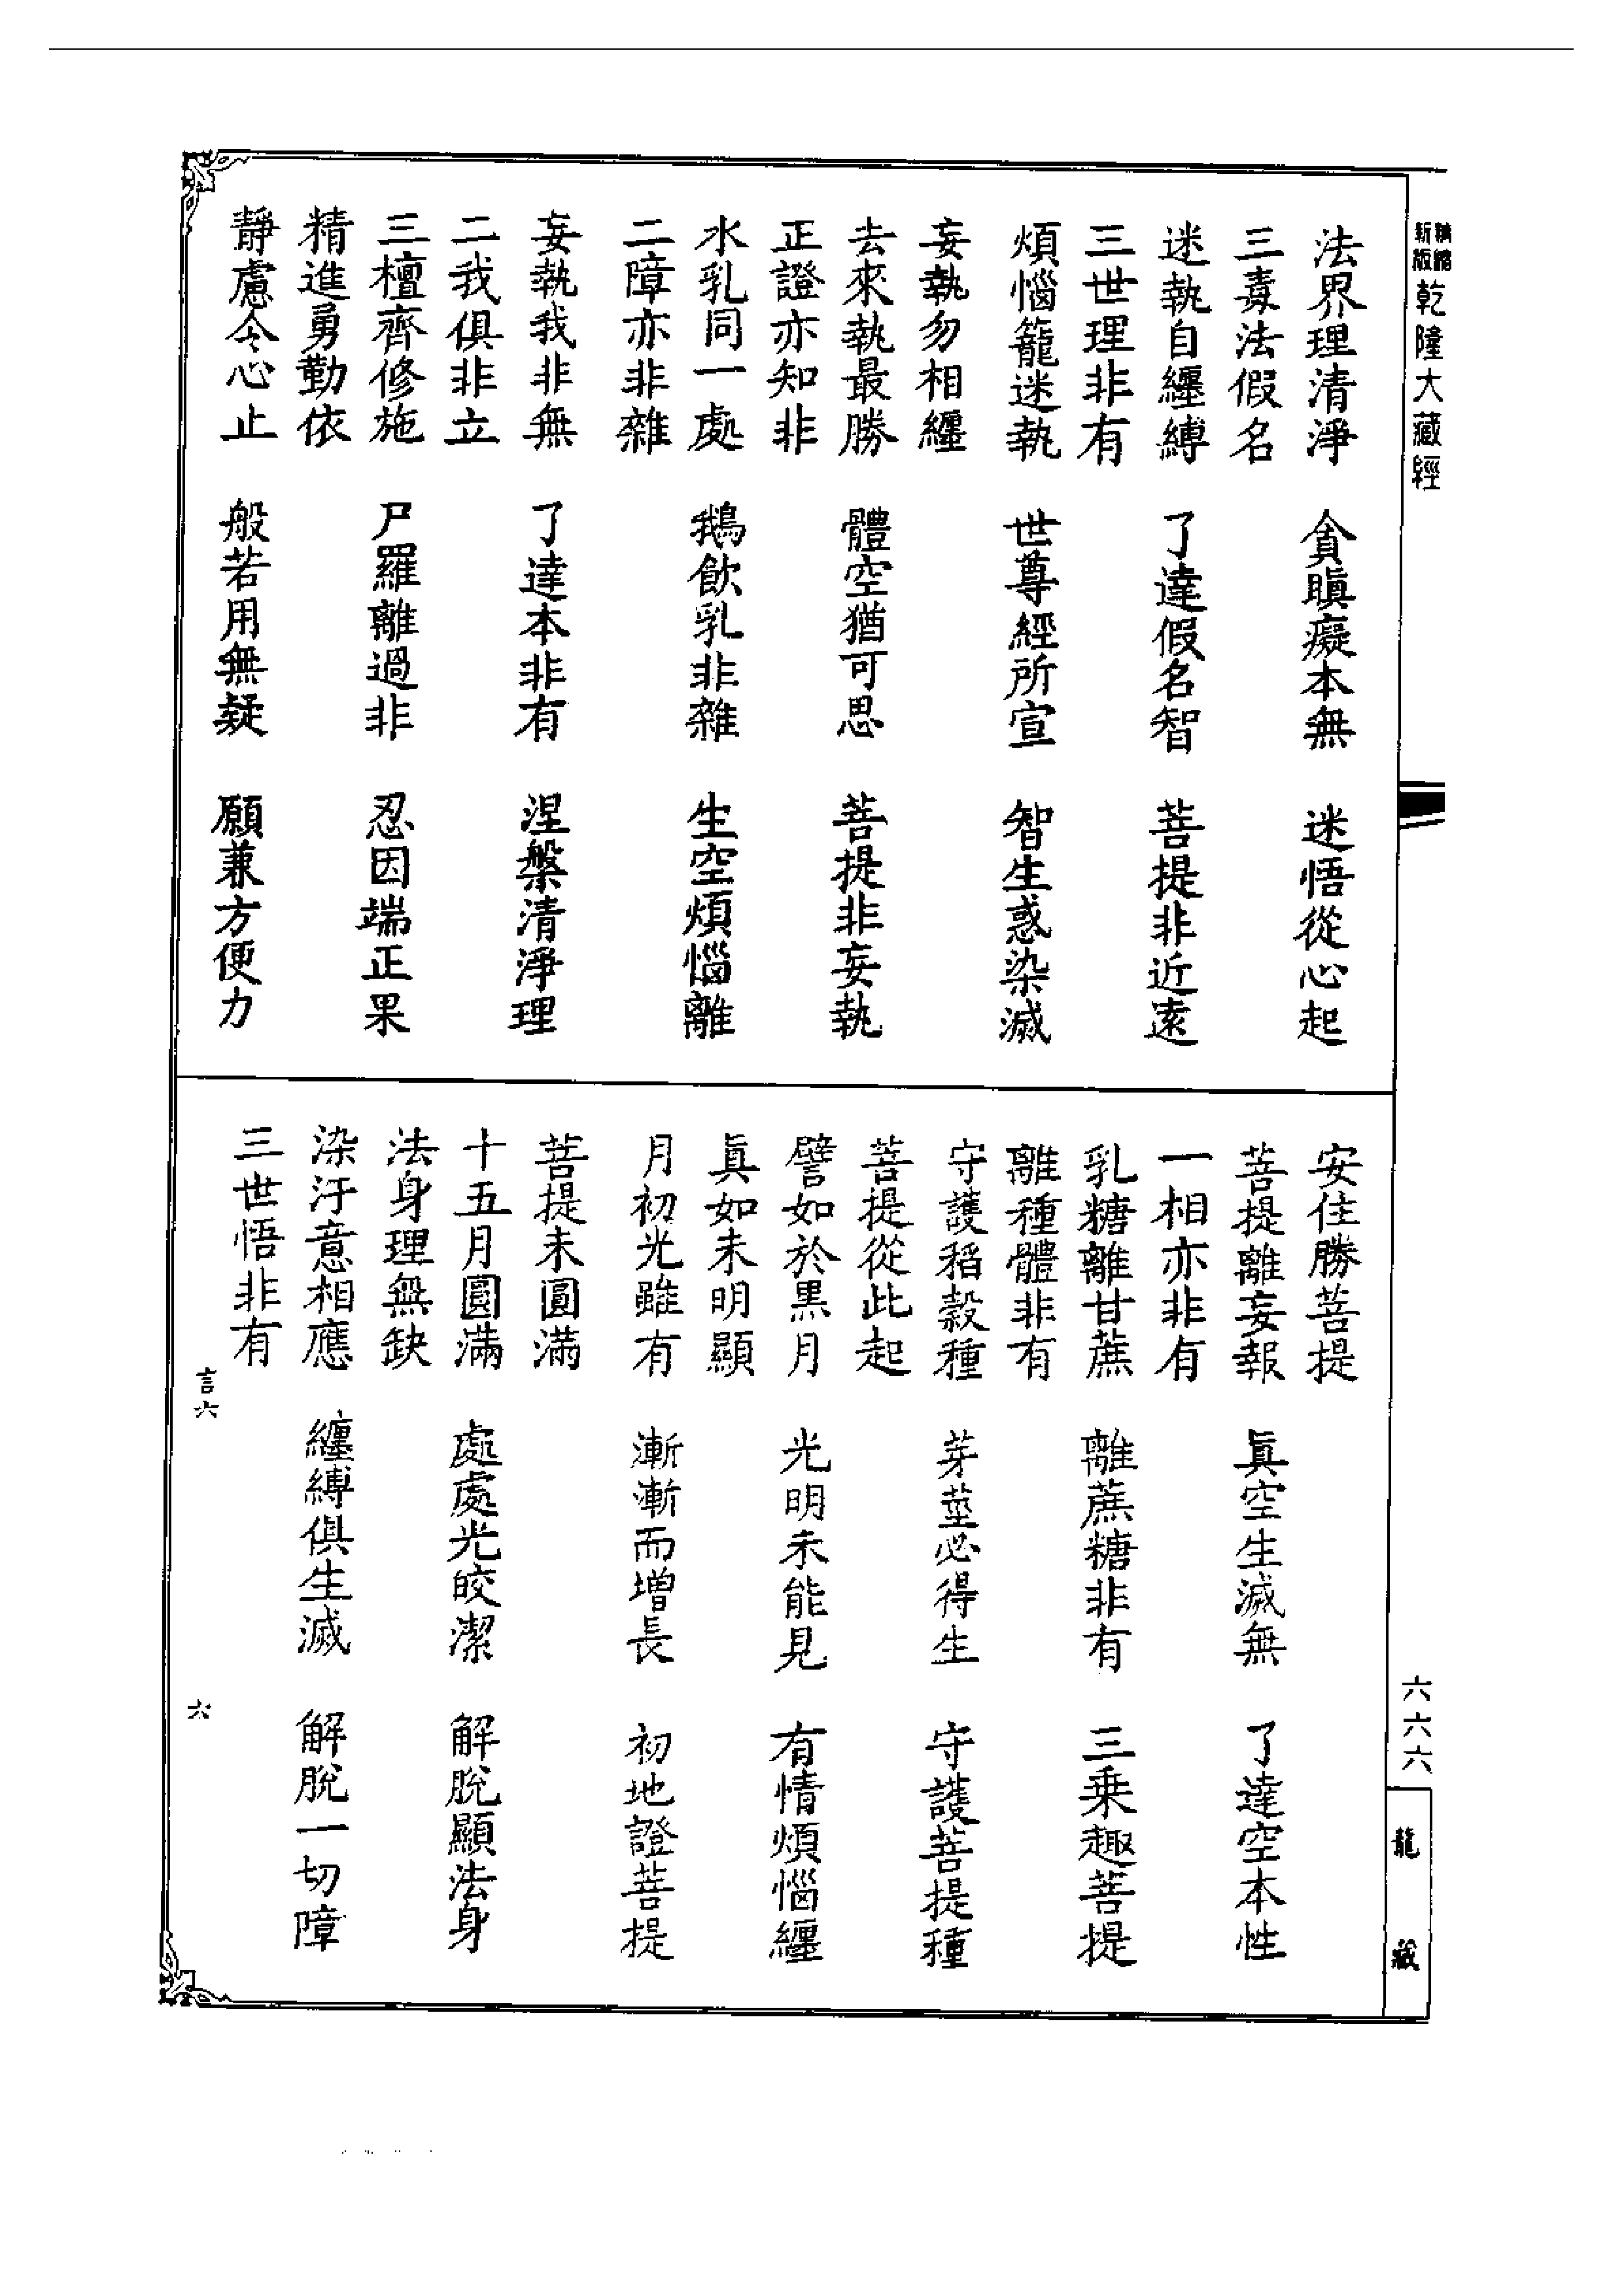 精縮新版乾隆大藏經
法界理清淨 貪瞋癡本無 迷悟從心起
三毒法假名
迷執自纏縛 了達假名智 菩提非近遠
三世理非有
煩惱籠迷執 世尊經所宣 智生惑染滅
妄執勿相纏
去來執最勝 體空猶可思 菩提非妄執
正證亦知非
水乳同一處 鵝飲乳非雜 生空煩惱離
二障亦非雜
妄執我非無 了達本非有 涅槃清淨理
二我俱非立
三檀齊修施 尸羅離過非 忍因端正果
精進勇勤依
靜慮令心止 般若用無疑 願兼方便力
安住勝菩提
菩提離妄報 眞空生滅無 了達空本性
一相亦非有
乳糖離甘蔗 離蔗糖非有 三乘趣菩提
離種體非有
守護稻穀種 芽莖必得生 守護菩提種
菩提從此起
譬如於黑月 光明未能見 有情煩惱纏
眞如未明顯
月初光雖有 漸漸而增長 初地證菩提
菩提未圓滿
十五月圓滿 處處光皎潔 解脫顯法身
法身理無缺
染汙意相應 纏縛俱生滅 解脫一切障
三世悟非有
言六 六
六六六
龍藏